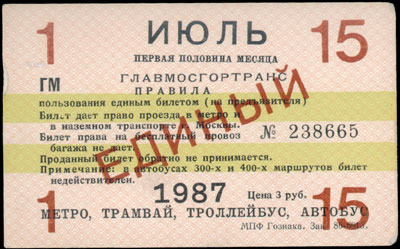 1 ИЮЛЬ 15
ПЕРВАЯ ПОЛОВИНА МЕСЯЦА
ГМ ГЛАВМОСГОРТРАНС
ПРАВИЛА
пользования единым билетом (на предъявителя)
Билет дает право проезда в метро и
в наземном транспорте г. Москвы.
Билет права на бесплатный провоз
багажа не дает.
№ 238665
Проданный билет обратно не принимается.
Примечание: в автобусах 300-х и 400-х маршрутов билет
недействителен.
ЕДИНЫЙ
1 1987 Цена 3 руб. 15
МЕТРО, ТРАМВАЙ, ТРОЛЛЕЙБУС, АВТОБУС
МПФ Гознака. Зак.